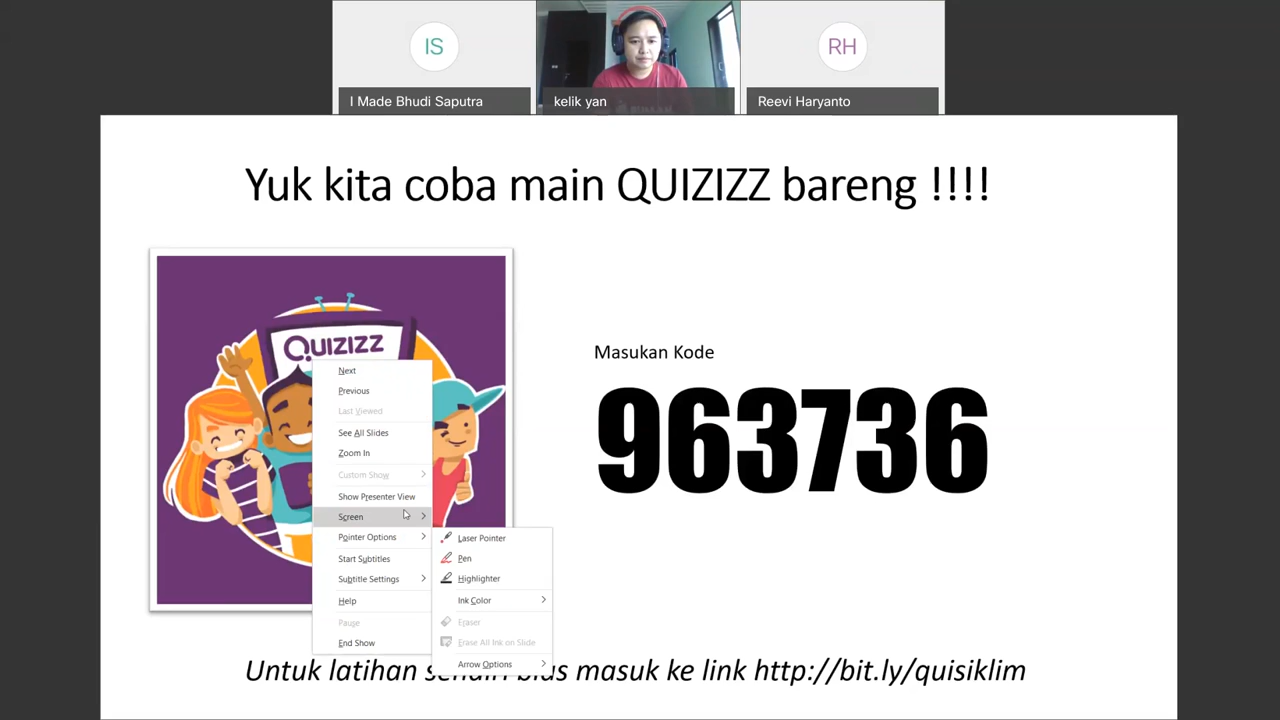 IS
RH
I Made Bhudi Saputra
kelik yan
Reevi Haryanto
Yuk kita coba main QUIZIZZ bareng !!!!
QUIZIZZ
Masukan Kode
963736
Next
Previous
Last Viewed
See All Slides
Zoom In
Custom Show
Show Presenter View
Screen
Pointer Options
Start Subtitles
Subtitle Settings
Help
Pause
End Show
Laser Pointer
Pen
Highlighter
Ink Color
Eraser
Erase All Ink on Slide
Arrow Options
Untuk latihan masuk ke link http://bit.ly/quisiklim